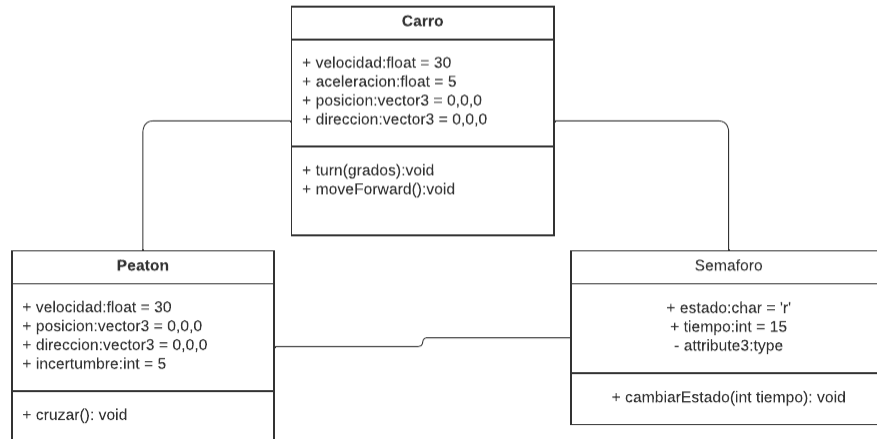 Carro
+ velocidad:float = 30
+ aceleracion:float = 5
+ posicion:vector3 = 0,0,0
+ direccion:vector3 = 0,0,0
+ turn(grados):void
+ moveForward():void
Peaton
+ velocidad:float = 30
+ posicion:vector3 = 0,0,0
+ direccion:vector3 = 0,0,0
+ incertumbre:int = 5
+ cruzar(): void
Semaforo
+ estado:char = 'r'
+ tiempo:int = 15
- attribute3:type
+ cambiarEstado(int tiempo): void